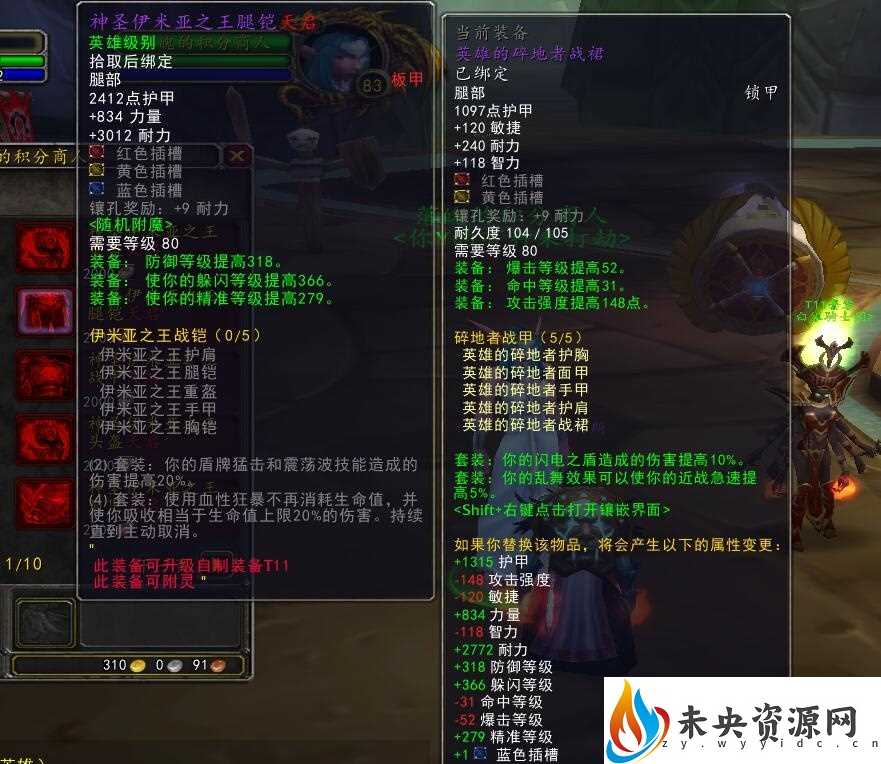 神圣伊米亚之王腿铠天启
英雄级别
拾取后绑定
腿部 板甲
2412点护甲
+834 力量
+3012 耐力
红色插槽
黄色插槽
蓝色插槽
镶孔奖励：+9 耐力
<随机附魔>
需要等级 80
装备： 防御等级提高318。
装备： 使你的躲闪等级提高366。
装备： 使你的精准等级提高279。
伊米亚之王战铠（0/5）
伊米亚之王护肩
伊米亚之王腿铠
伊米亚之王重盔
伊米亚之王手甲
伊米亚之王胸铠
(2) 套装：你的盾牌猛击和震荡波技能造成的
伤害提高20%。
(4) 套装：使用血性狂暴不再消耗生命值，并
使你吸收相当于生命值上限20%的伤害。持续
直到主动取消。
"
此装备可升级自制装备T11
此装备可附灵 "
83
的积分商人
1/10
310 0 91
当前装备
英雄的碎地者战裙
已绑定
腿部 锁甲
1097点护甲
+120 敏捷
+240 耐力
+118 智力
红色插槽
黄色插槽
镶孔奖励：+9 耐力
耐久度 104 / 105
需要等级 80
装备： 爆击等级提高52。
装备： 命中等级提高31。
装备： 攻击强度提高148点。
碎地者战甲（5/5）
英雄的碎地者护胸
英雄的碎地者面甲
英雄的碎地者手甲
英雄的碎地者护肩
英雄的碎地者战裙
套装：你的闪电之盾造成的伤害提高10%。
套装：你的乱舞效果可以使你的近战急速提
高5%。
<Shift+右键点击打开镶嵌界面>
如果你替换该物品，将会产生以下的属性变更：
+1315 护甲
-148 攻击强度
-120 敏捷
+834 力量
-118 智力
+2772 耐力
+318 防御等级
+366 躲闪等级
-31 命中等级
-52 爆击等级
+279 精准等级
+1 蓝色插槽
未央资源网
zy.wyyidc.cn